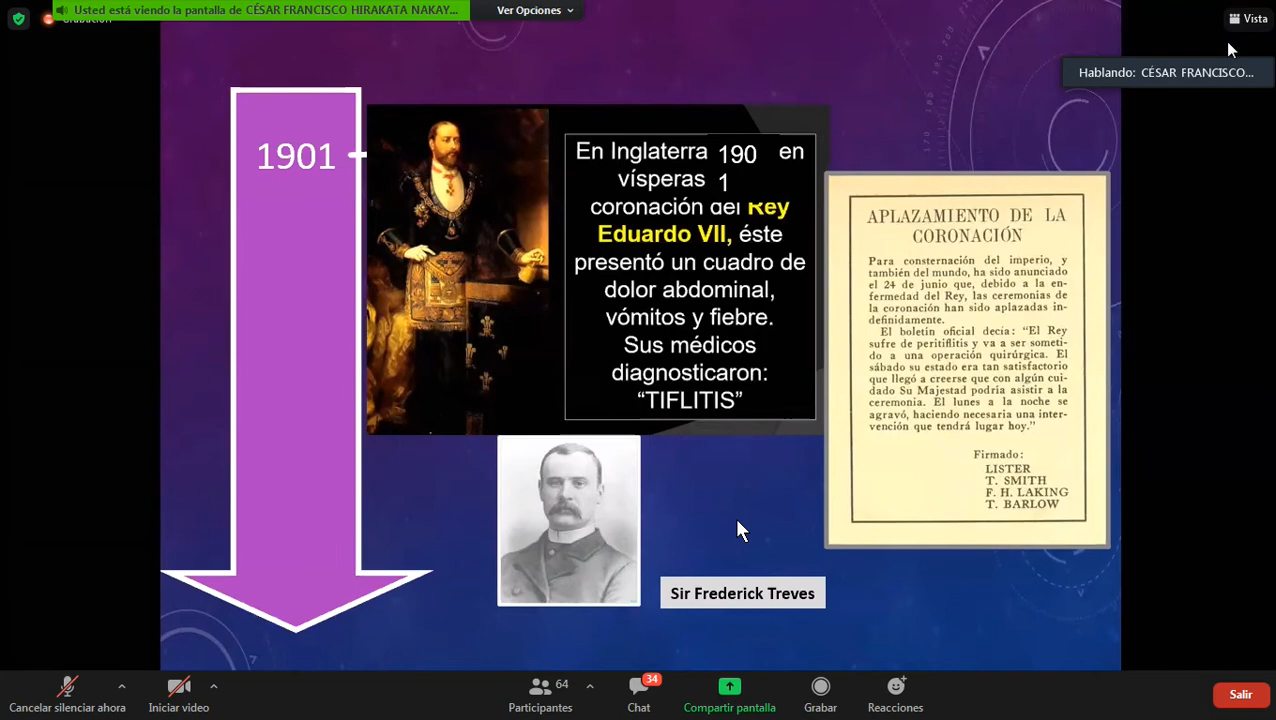 Usted está viendo la pantalla de CÉSAR FRANCISCO HIRAKATA NAKAY...
Ver Opciones
Grabación
Vista
Hablando: CÉSAR FRANCISCO...
1901
En Inglaterra 190 en
vísperas 1
coronación del Rey
Eduardo VII, éste
presentó un cuadro de
dolor abdominal,
vómitos y fiebre.
Sus médicos
diagnosticaron:
“TIFLITIS”
APLAZAMIENTO DE LA
CORONACIÓN
Para consternación del imperio, y
también del mundo, ha sido anunciado
el 24 de junio que, debido a la en-
fermedad del Rey, las ceremonias de
la coronación han sido aplazadas in-
definidamente.
El boletín oficial decía: “El Rey
sufre de peritiflitis y va a ser someti-
do a una operación quirúrgica. El
sábado su estado era tan satisfactorio
que llegó a creerse que con algún cui-
dado Su Majestad podría asistir a la
ceremonia. El lunes a la noche se
agravó, haciendo necesaria una inter-
vención que tendrá lugar hoy.”
Firmado:
LISTER
T. SMITH
F. H. LAKING
T. BARLOW
Sir Frederick Treves
Cancelar silenciar ahora
Iniciar video
64
Participantes
34
Chat
Compartir pantalla
Grabar
Reacciones
Salir